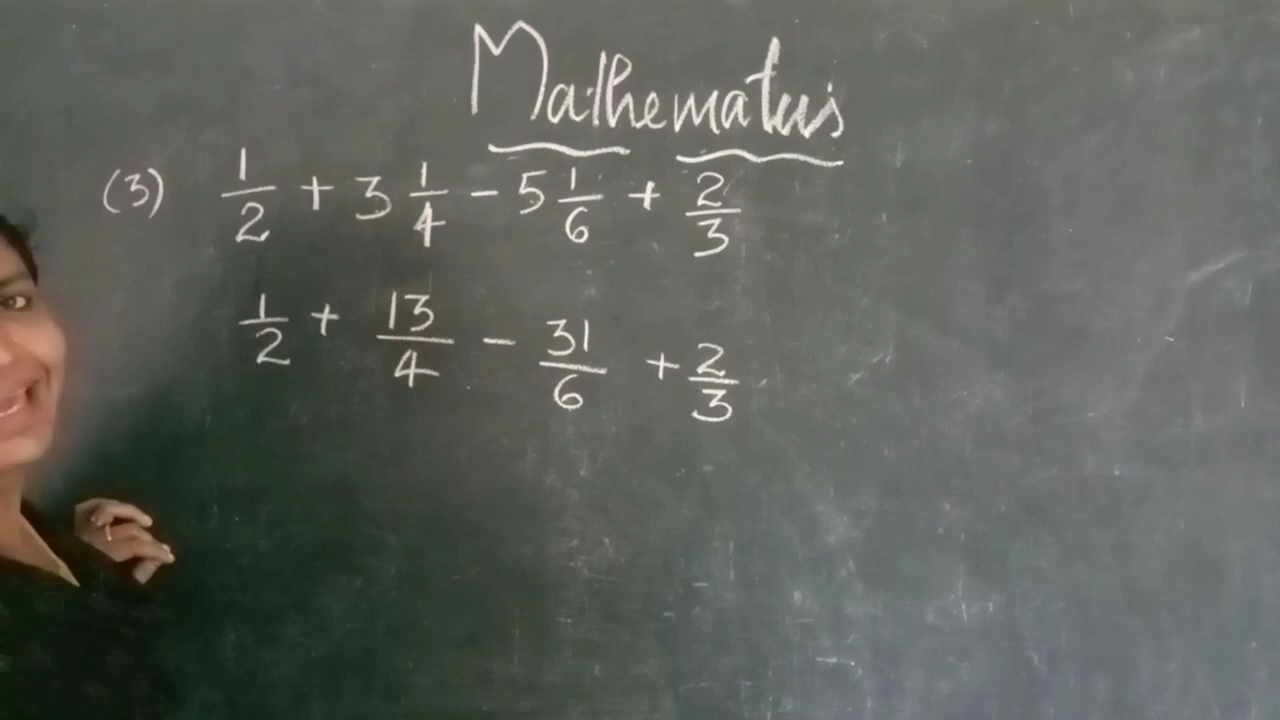 Mathematics
(3) 1/2 + 3 1/4 - 5 1/6 + 2/3
1/2 + 13/4 - 31/6 + 2/3